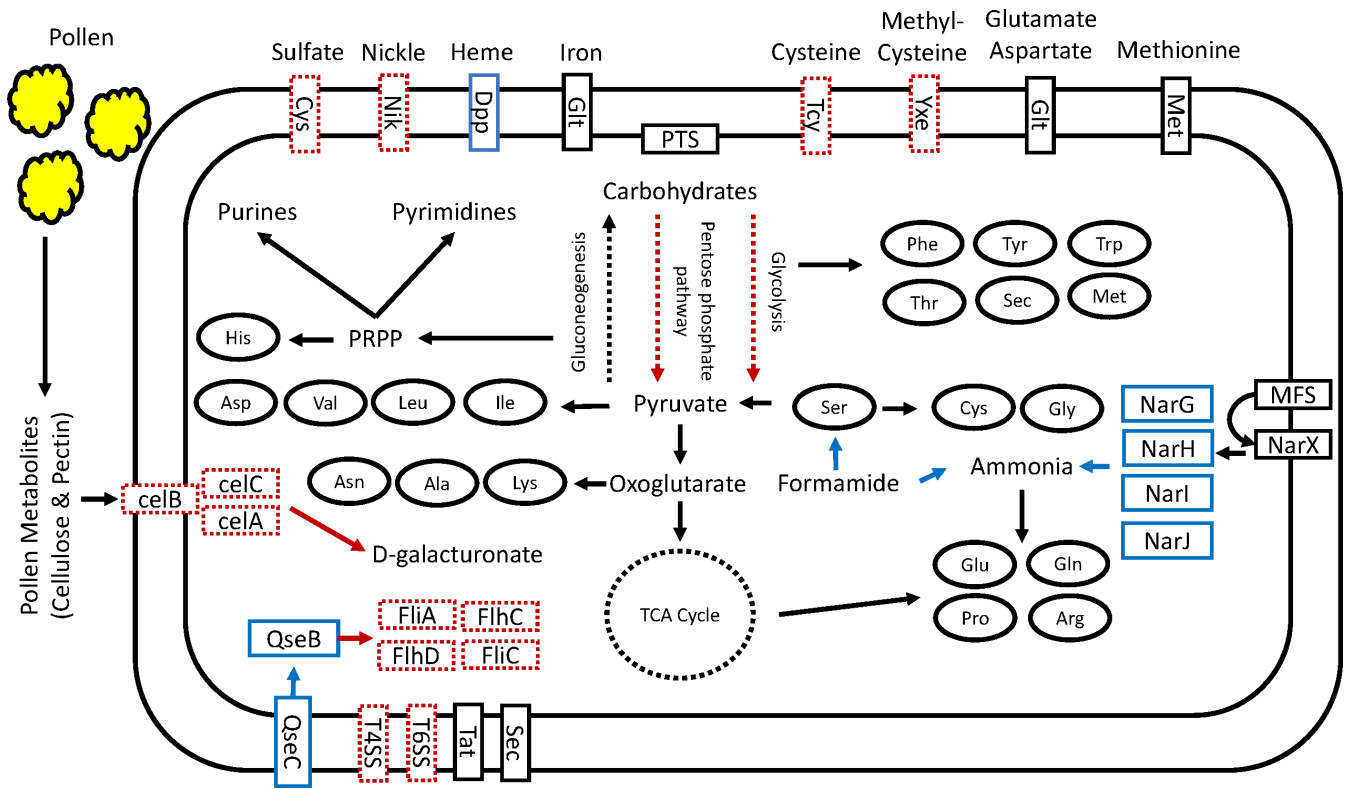 Pollen
Sulfate
Nickle
Heme
Iron
Cysteine
Methyl-
Cysteine
Glutamate
Aspartate
Methionine
Cys
Nik
Dpp
Glt
PTS
Tcy
Yxe
Glt
Met
Carbohydrates
Purines
Pyrimidines
Gluconeogenesis
Pentose phosphate
pathway
Glycolysis
Phe
Tyr
Trp
Thr
Sec
Met
His
PRPP
Asp
Val
Leu
Ile
Pyruvate
Ser
Cys
Gly
NarG
MFS
NarH
NarX
NarI
NarJ
Asn
Ala
Lys
Oxoglutarate
Formamide
Ammonia
Pollen Metabolites
(Cellulose & Pectin)
celB
celC
celA
D-galacturonate
TCA Cycle
Glu
Gln
Pro
Arg
QseB
FliA
FlhC
FlhD
FliC
QseC
T4SS
T6SS
Tat
Sec